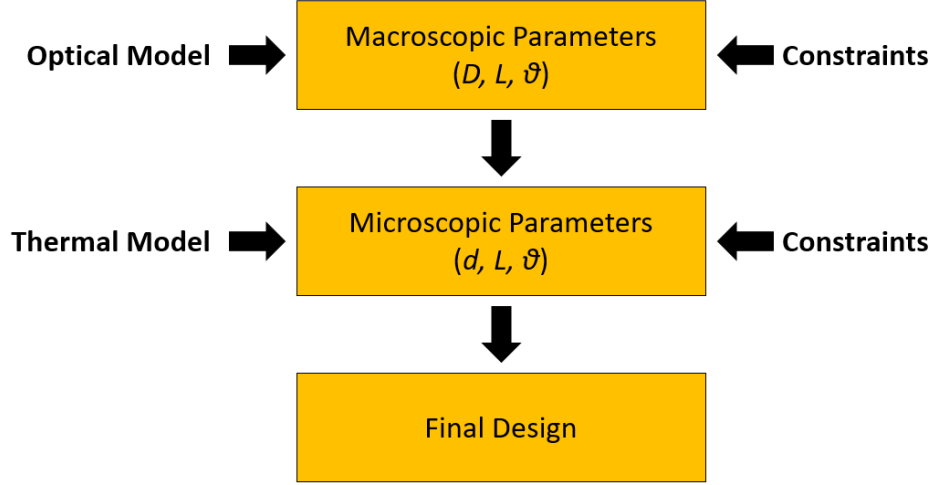 Optical Model
Macroscopic Parameters
(D, L, ϑ)
Constraints
Thermal Model
Microscopic Parameters
(d, L, ϑ)
Constraints
Final Design